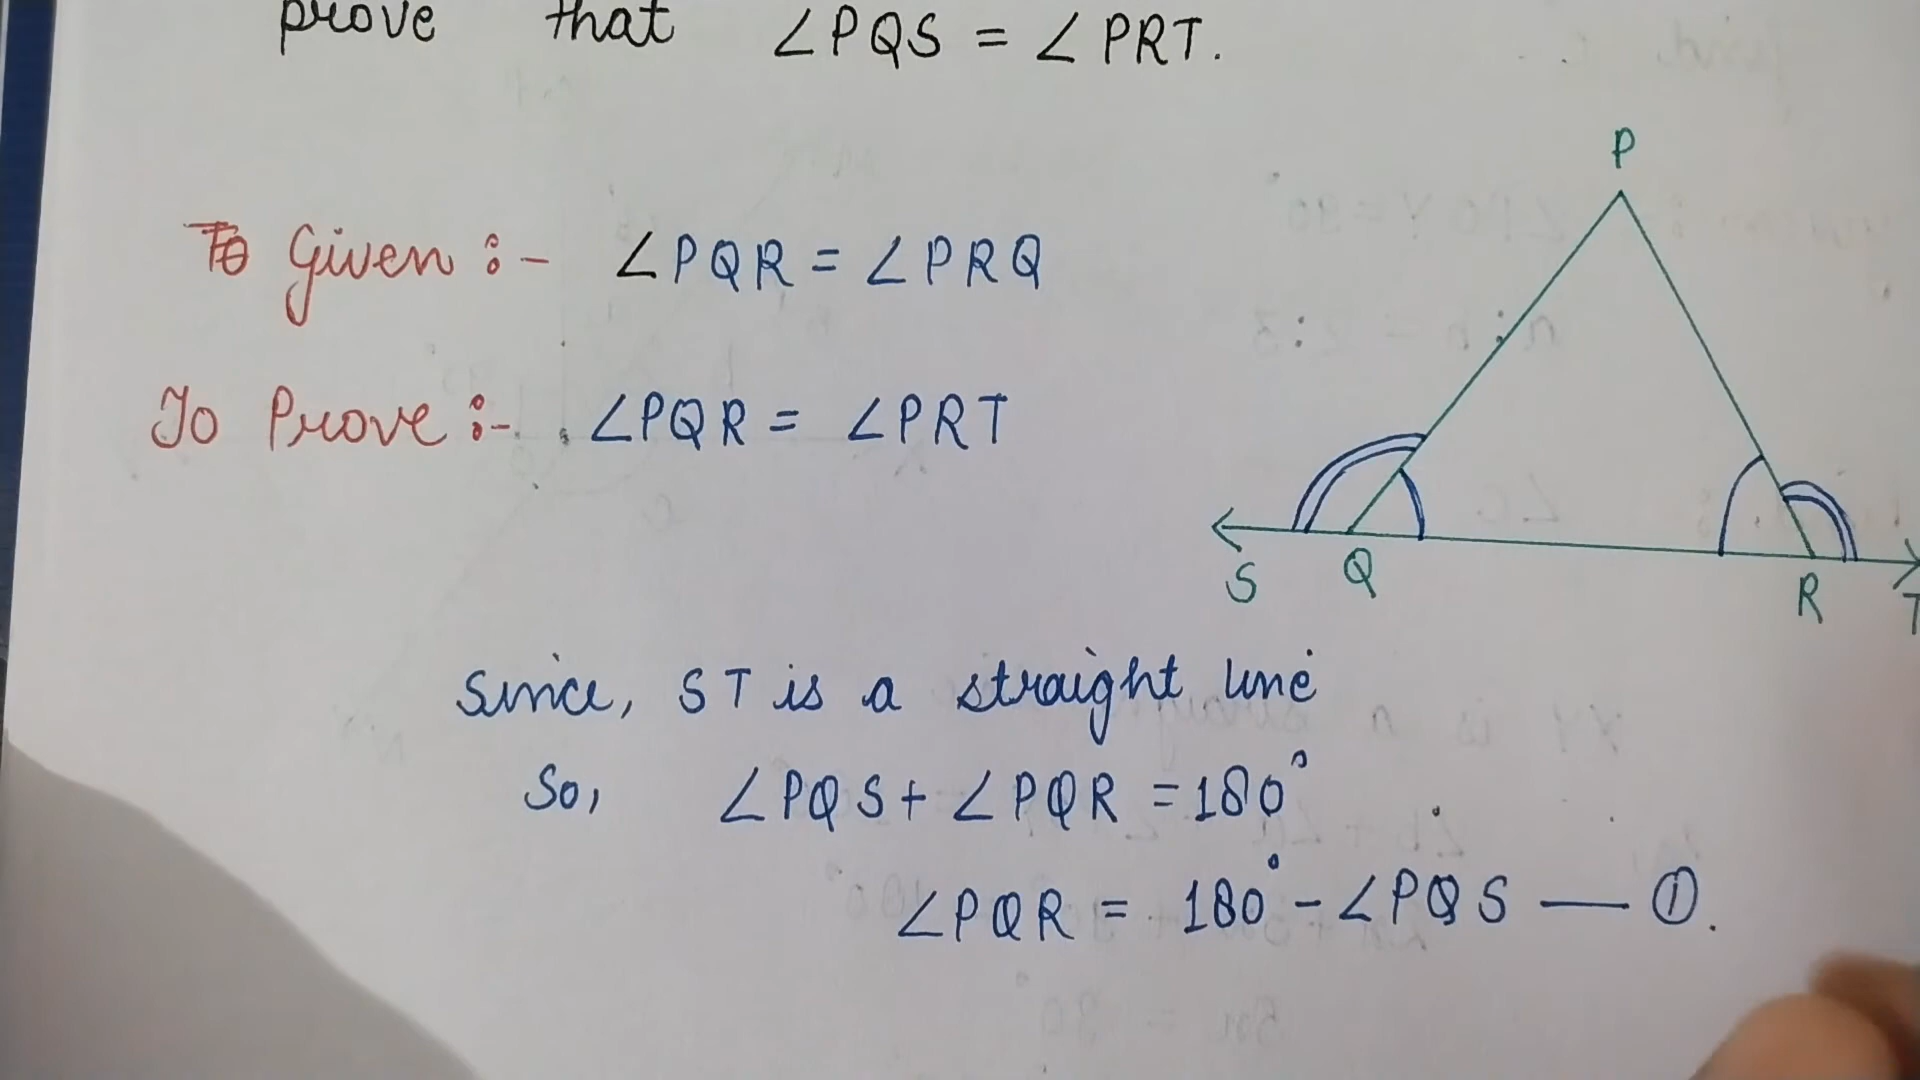 prove that ∠PQS = ∠PRT.
To Given :- ∠PQR = ∠PRQ
To Prove :- ∠PQR = ∠PRT
P
S Q R T
Since, ST is a straight line
So, ∠PQS + ∠PQR = 180°
∠PQR = 180° - ∠PQS — ①.